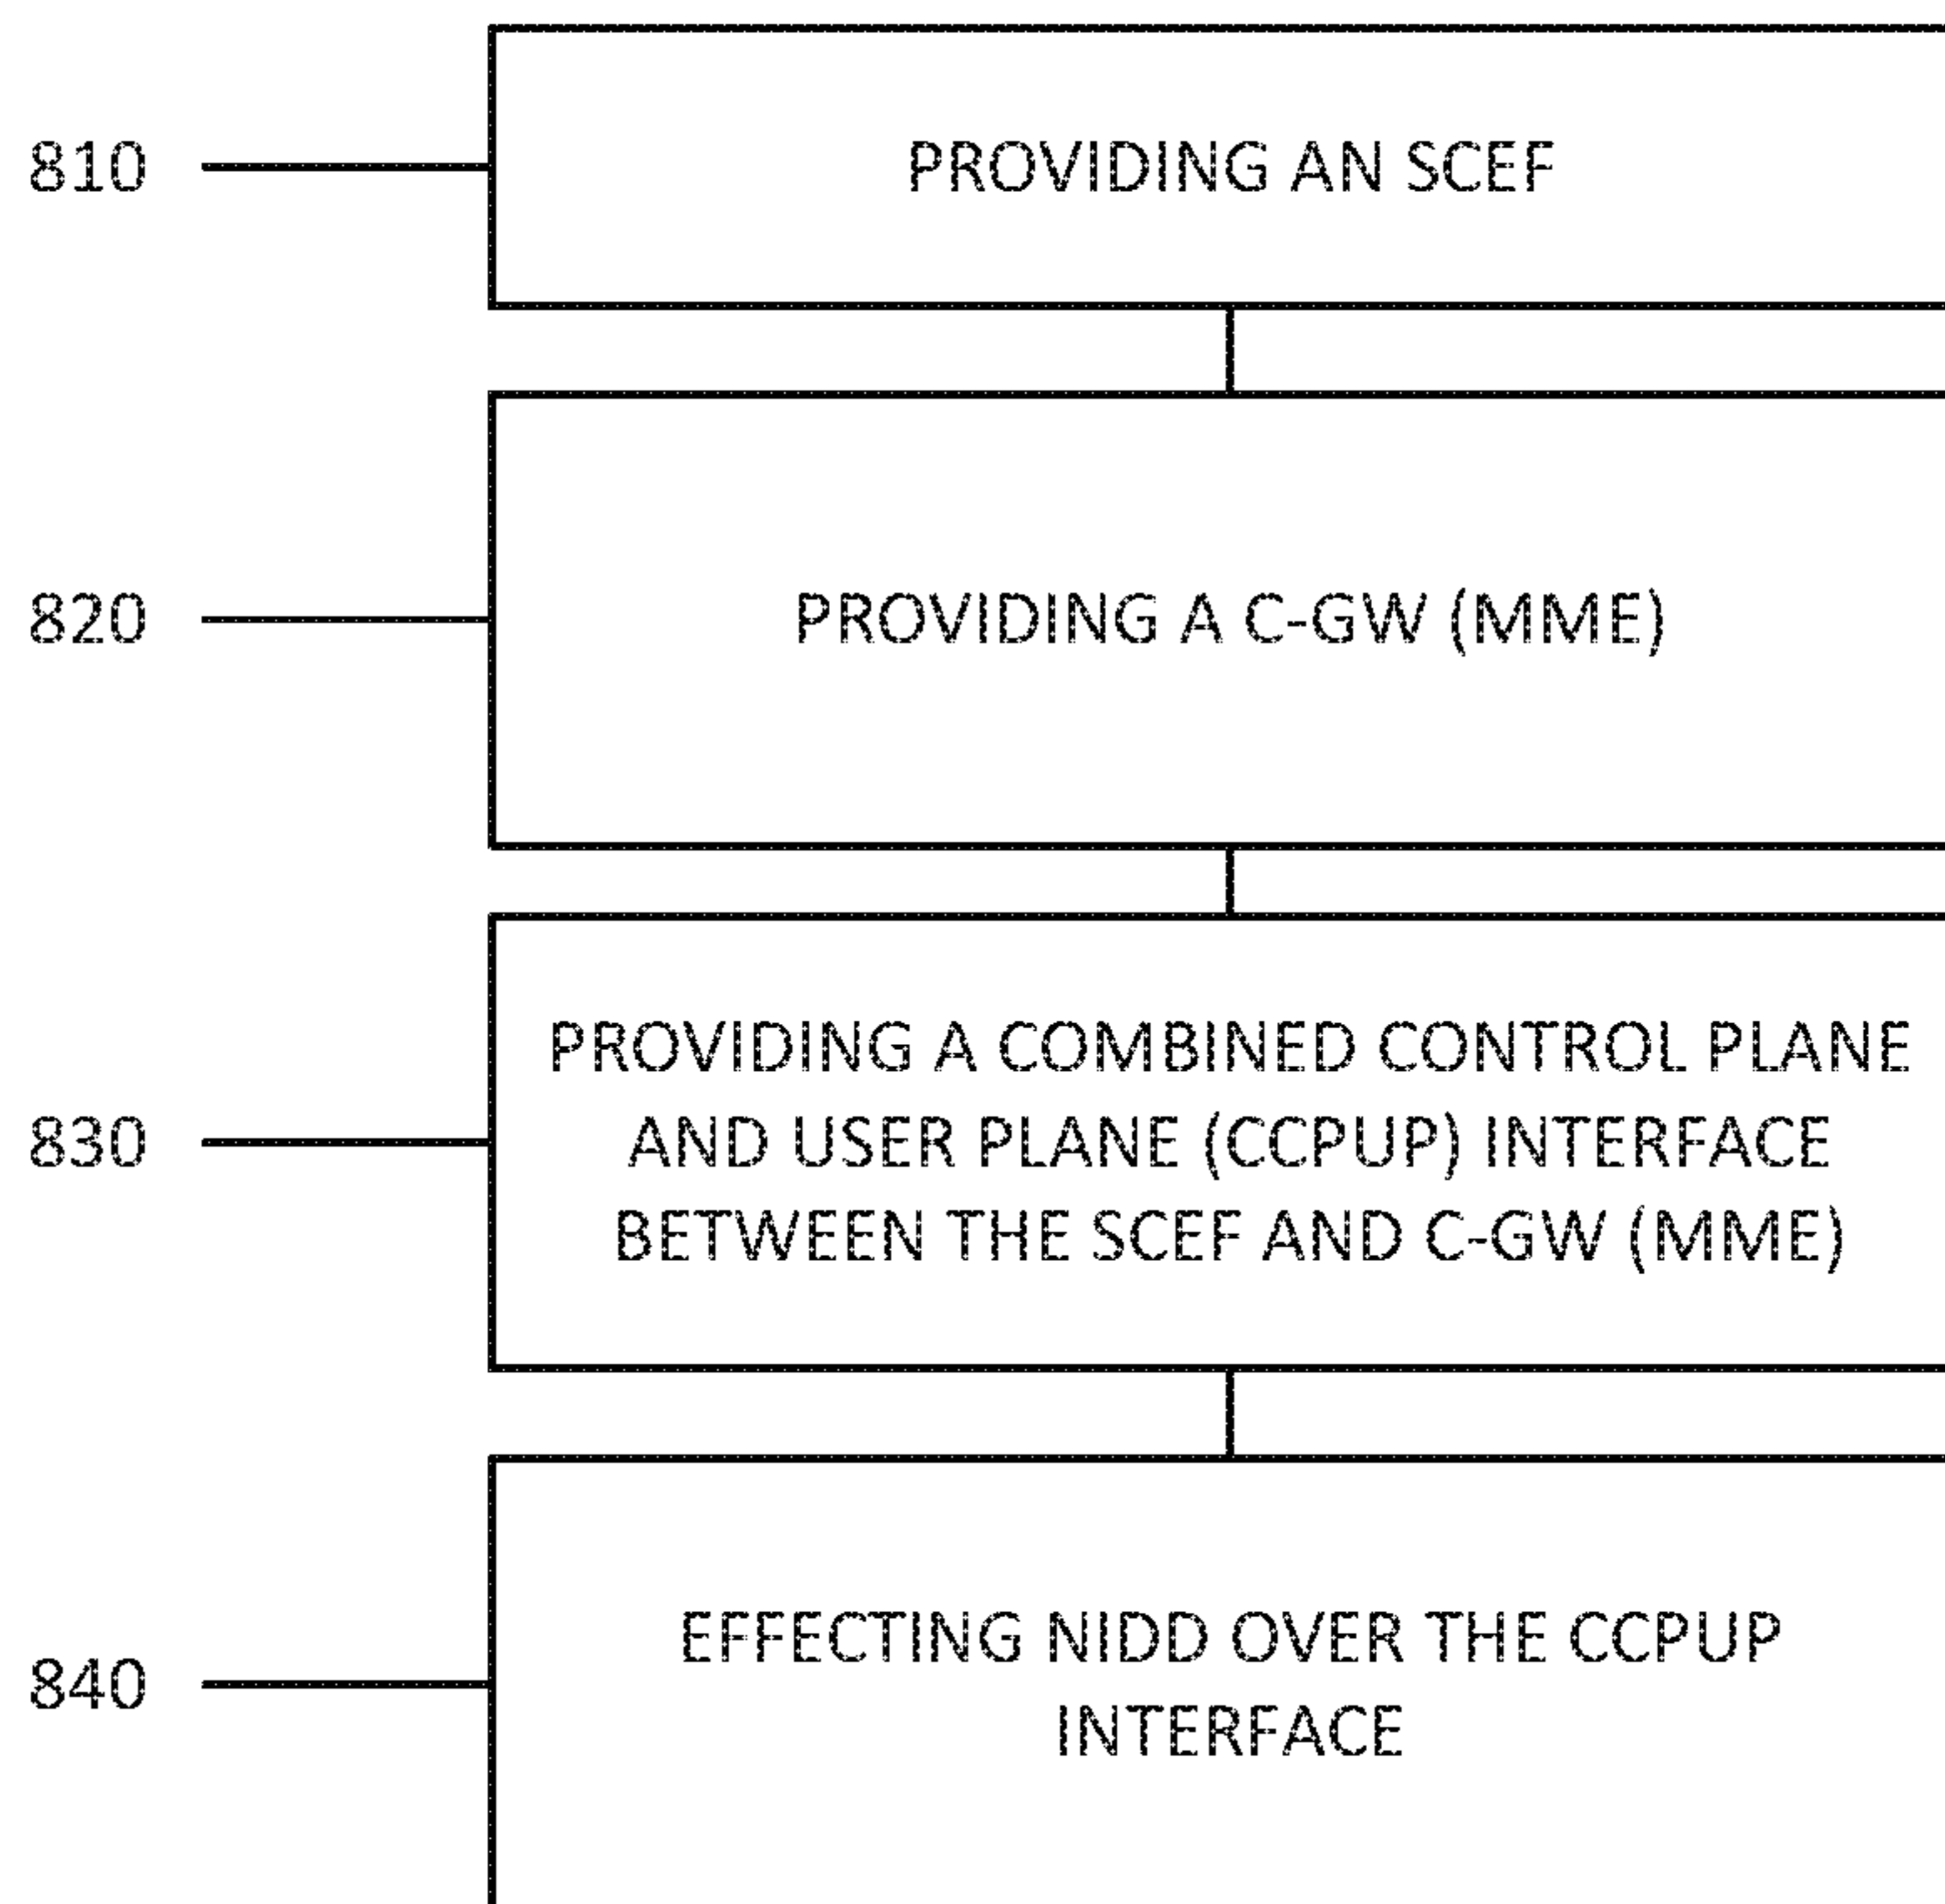 810
PROVIDING AN SCEF
820
PROVIDING A C-GW (MME)
PROVIDING A COMBINED CONTROL PLANE
830
AND USER PLANE (CCPUP) INTERFACE
BETWEEN THE SCEF AND C-GW (MME)
840
EFFECTING NIDD OVER THE CCPUP
INTERFACE